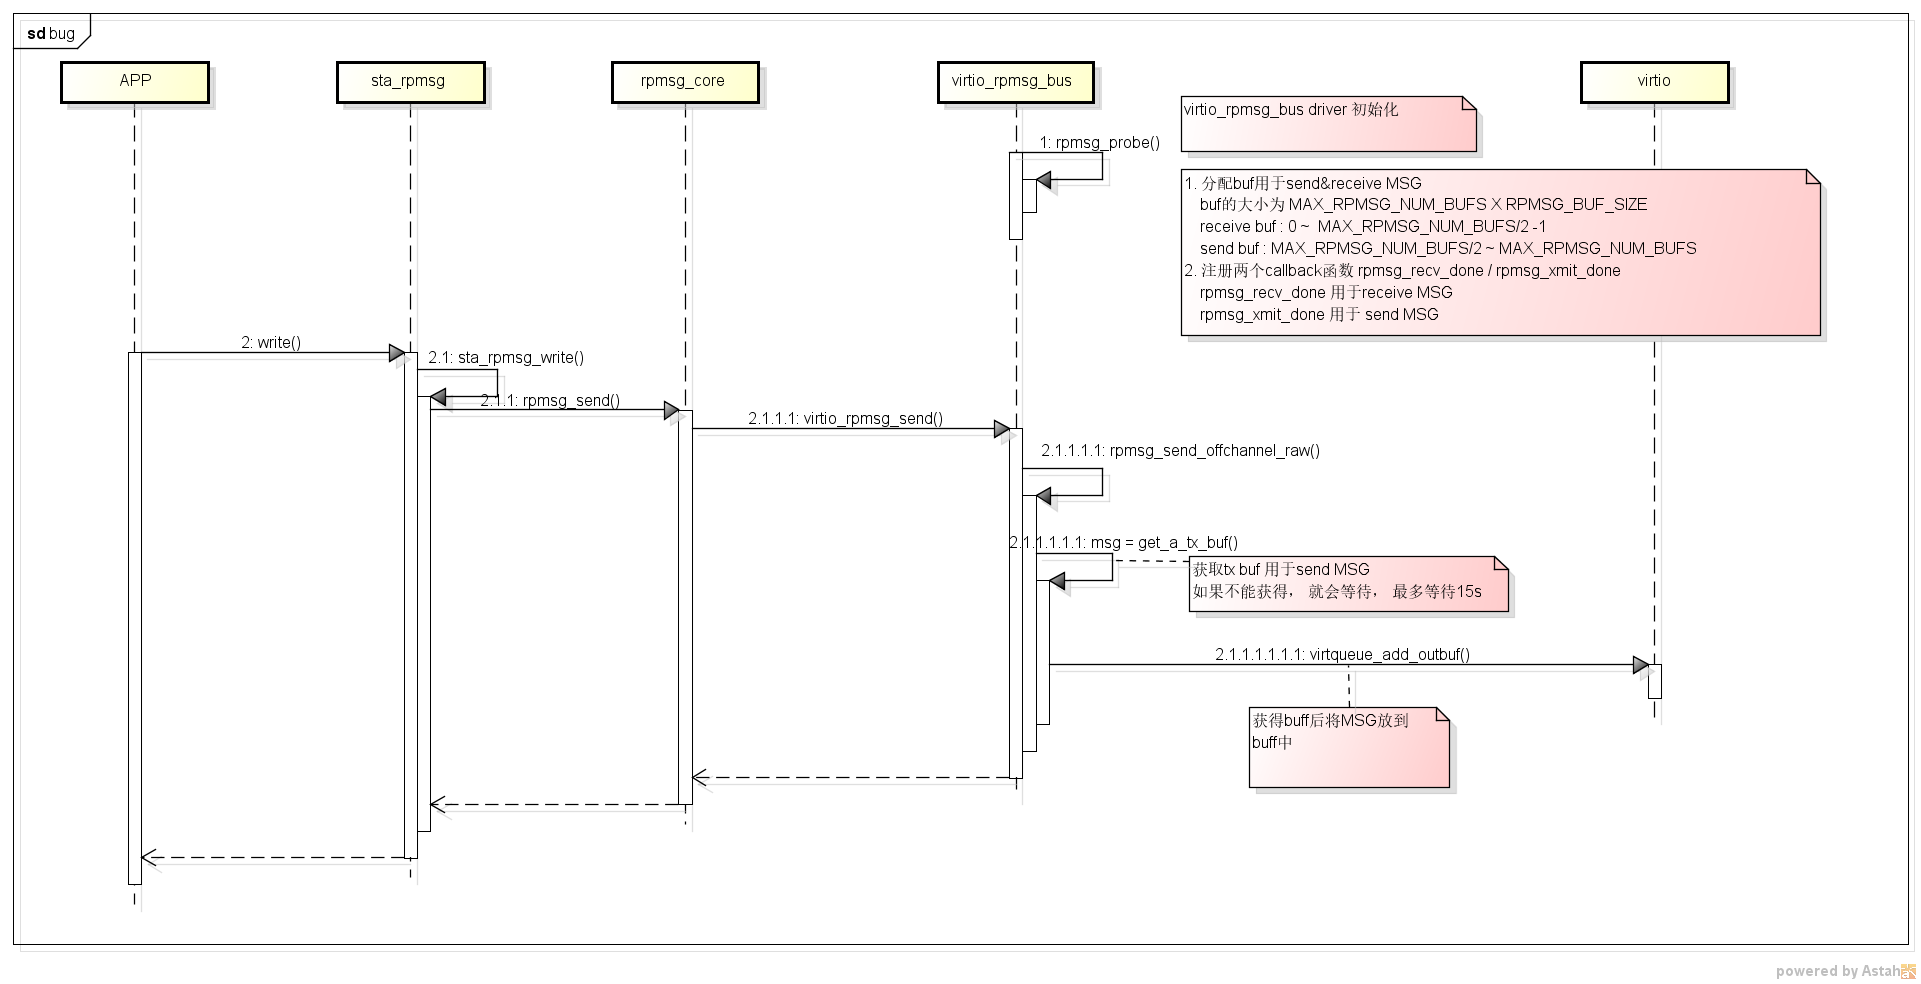 sd bug
APP
sta_rpmsg
rpmsg_core
virtio_rpmsg_bus
virtio
virtio_rpmsg_bus driver 初始化
1: rpmsg_probe()
1. 分配buf用于send&receive MSG
buf的大小为 MAX_RPMSG_NUM_BUFS X RPMSG_BUF_SIZE
receive buf : 0 ~ MAX_RPMSG_NUM_BUFS/2 -1
send buf : MAX_RPMSG_NUM_BUFS/2 ~ MAX_RPMSG_NUM_BUFS
2. 注册两个callback函数 rpmsg_recv_done / rpmsg_xmit_done
rpmsg_recv_done 用于receive MSG
rpmsg_xmit_done 用于 send MSG
2: write()
2.1: sta_rpmsg_write()
2.1.1: rpmsg_send()
2.1.1.1: virtio_rpmsg_send()
2.1.1.1.1: rpmsg_send_offchannel_raw()
2.1.1.1.1.1: msg = get_a_tx_buf()
获取tx buf 用于send MSG
如果不能获得， 就会等待， 最多等待15s
2.1.1.1.1.1.1: virtqueue_add_outbuf()
获得buff后将MSG放到
buff中
powered by Astah